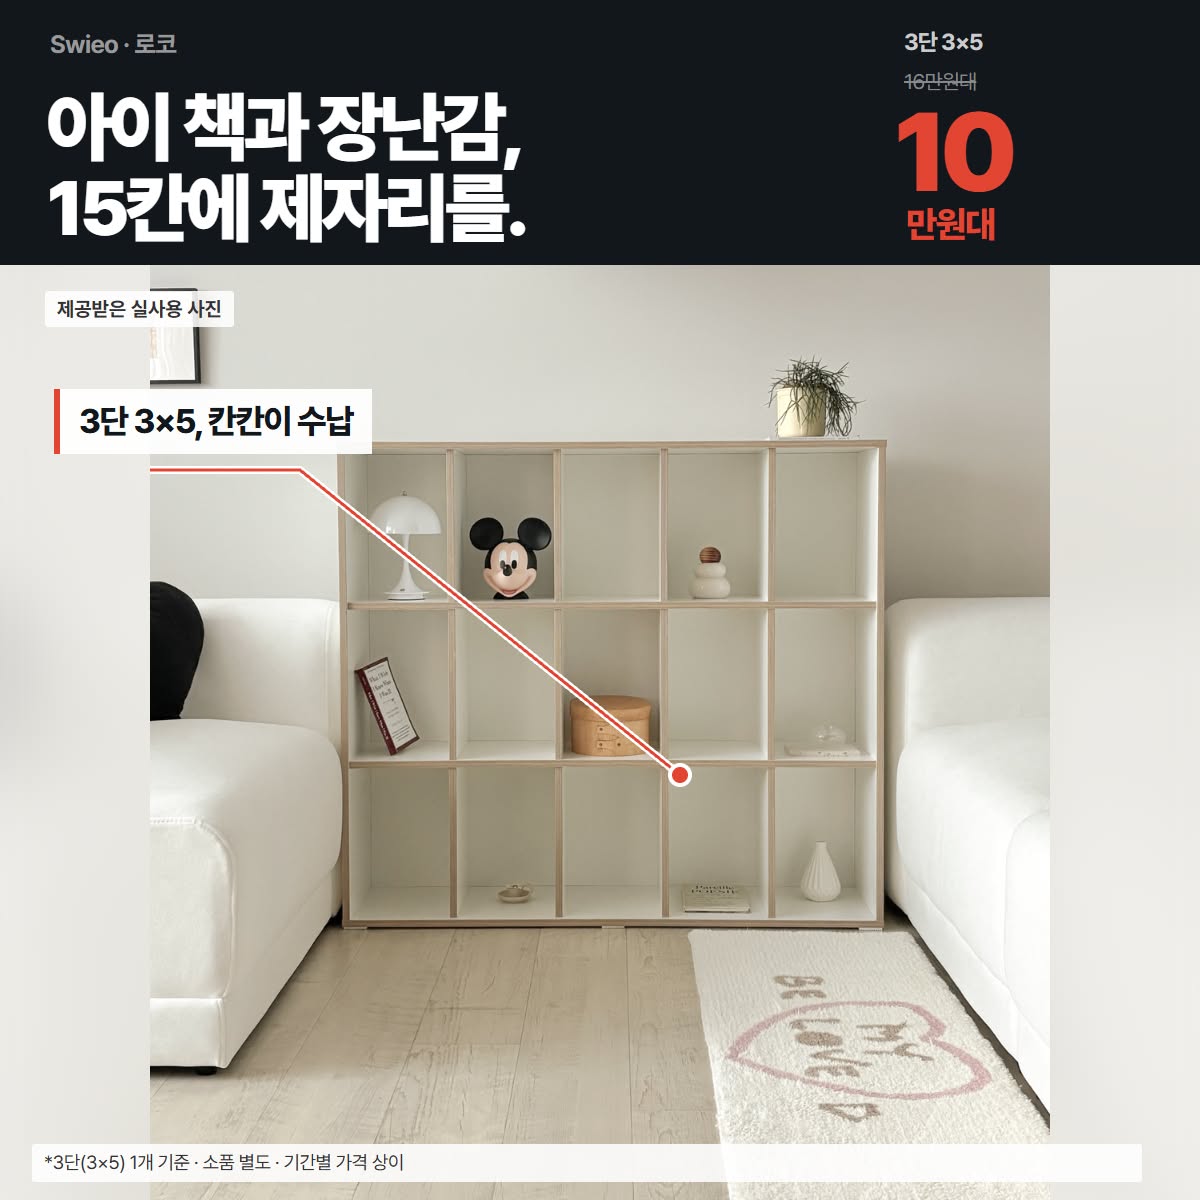 Swieo · 로코
아이 책과 장난감,
15칸에 제자리를.
3단 3×5
16만원대
10
만원대
제공받은 실사용 사진
3단 3×5, 칸칸이 수납
BE
MY
LOVE
*3단(3×5) 1개 기준 · 소품 별도 · 기간별 가격 상이